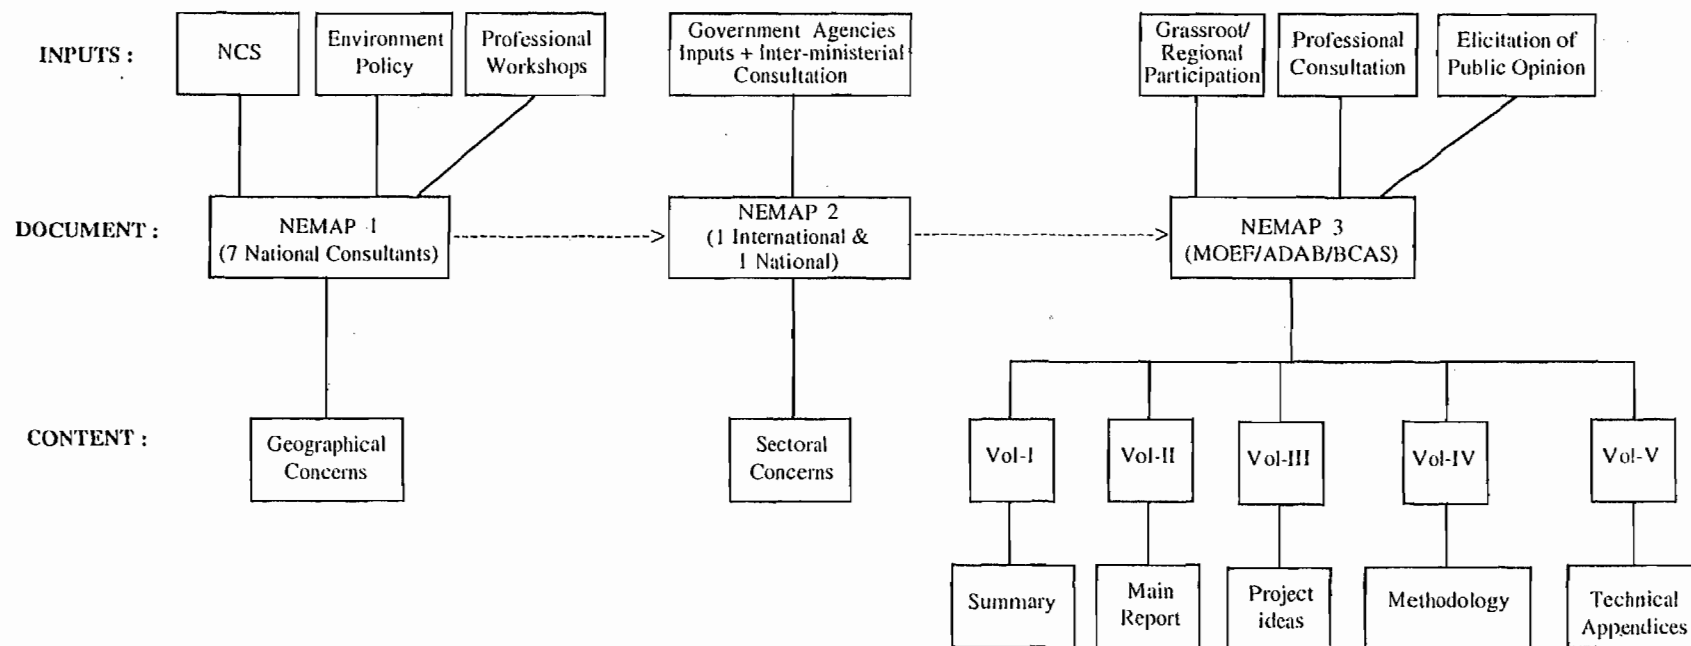 INPUTS :
NCS
Environment
Policy
Professional
Workshops
Government Agencies
Inputs + Inter-ministerial
Consultation
Grassroot/
Regional
Participation
Professional
Consultation
Elicitation of
Public Opinion
DOCUMENT :
NEMAP 1
(7 National Consultants)
NEMAP 2
(1 International &
1 National)
NEMAP 3
(MOEF/ADAB/BCAS)
CONTENT :
Geographical
Concerns
Sectoral
Concerns
Vol-I
Vol-II
Vol-III
Vol-IV
Vol-V
Summary
Main
Report
Project
ideas
Methodology
Technical
Appendices